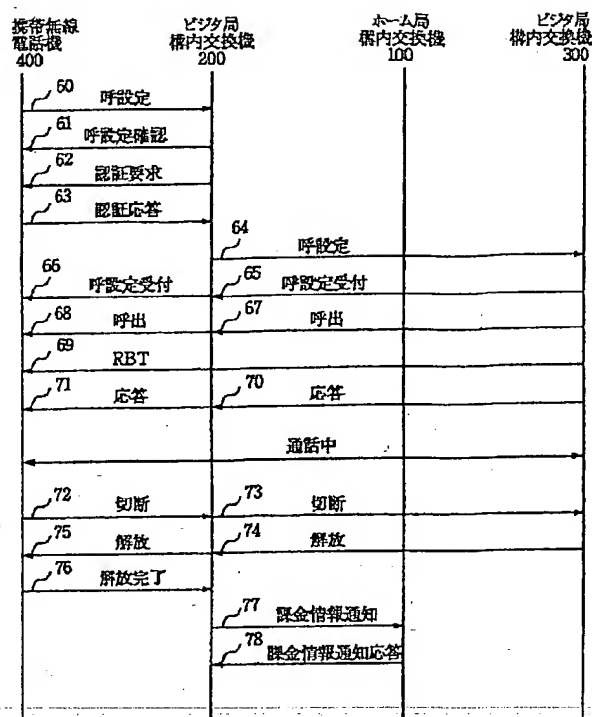 携帯無線
電話機
400
ビジタ局
構内交換機
200
ホーム局
構内交換機
100
ビジタ局
構内交換機
300
60
呼設定
61
呼設定確認
62
認証要求
63
認証応答
64
呼設定
66
呼設定受付
65
呼設定受付
68
呼出
67
呼出
69
RBT
71
応答
70
応答
通話中
72
切断
73
切断
75
解放
74
解放
76
解放完了
77
課金情報通知
78
課金情報通知応答